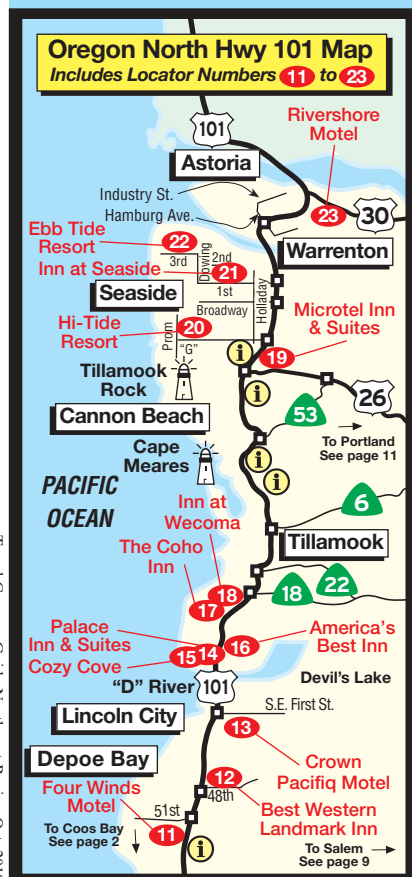 Oregon North Hwy 101 Map
Includes Locator Numbers 11 to 23
101
Rivershore
Motel
Astoria
Industry St.
Hamburg Ave.
23
30
Ebb Tide
Resort
22
Warrenton
3rd
Dowing
2nd
Inn at Seaside
21
1st
Seaside
Broadway
Holladay
Hi-Tide
Resort
20
Prom
"G"
Microtel Inn
& Suites
19
i
Tillamook
Rock
i
26
53
Cannon Beach
To Portland
See page 11
Cape
Meares
i
i
PACIFIC
OCEAN
6
Inn at
Wecoma
Tillamook
The Coho
Inn
18
17
18
22
Palace
Inn & Suites
15
14
16
America's
Best Inn
Cozy Cove
"D" River
101
Devil's Lake
Lincoln City
S.E. First St.
13
Depoe Bay
Crown
Pacifiq Motel
12
48th
Four Winds
Motel
Best Western
Landmark Inn
51st
11
To Coos Bay
See page 2
i
To Salem
See page 9